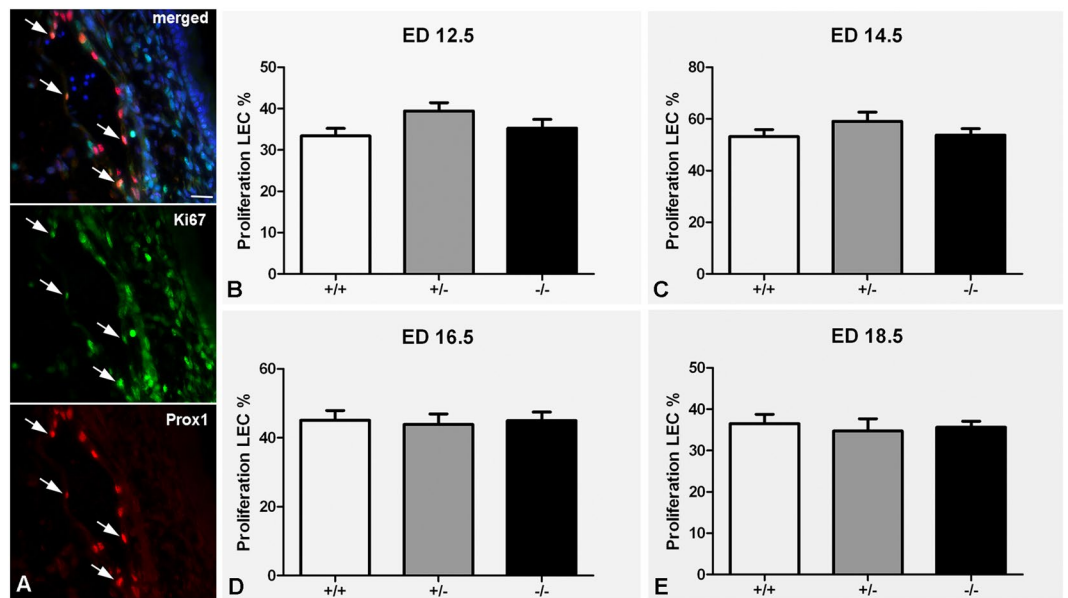 merged
Ki67
Prox1
A
ED 12.5
Proliferation LEC %
50
40
30
20
10
0
+/+
+/-
-/-
B
ED 14.5
Proliferation LEC %
80
60
40
20
0
+/+
+/-
-/-
C
ED 16.5
Proliferation LEC %
60
40
20
0
+/+
+/-
-/-
D
ED 18.5
Proliferation LEC %
50
40
30
20
10
0
+/+
+/-
-/-
E